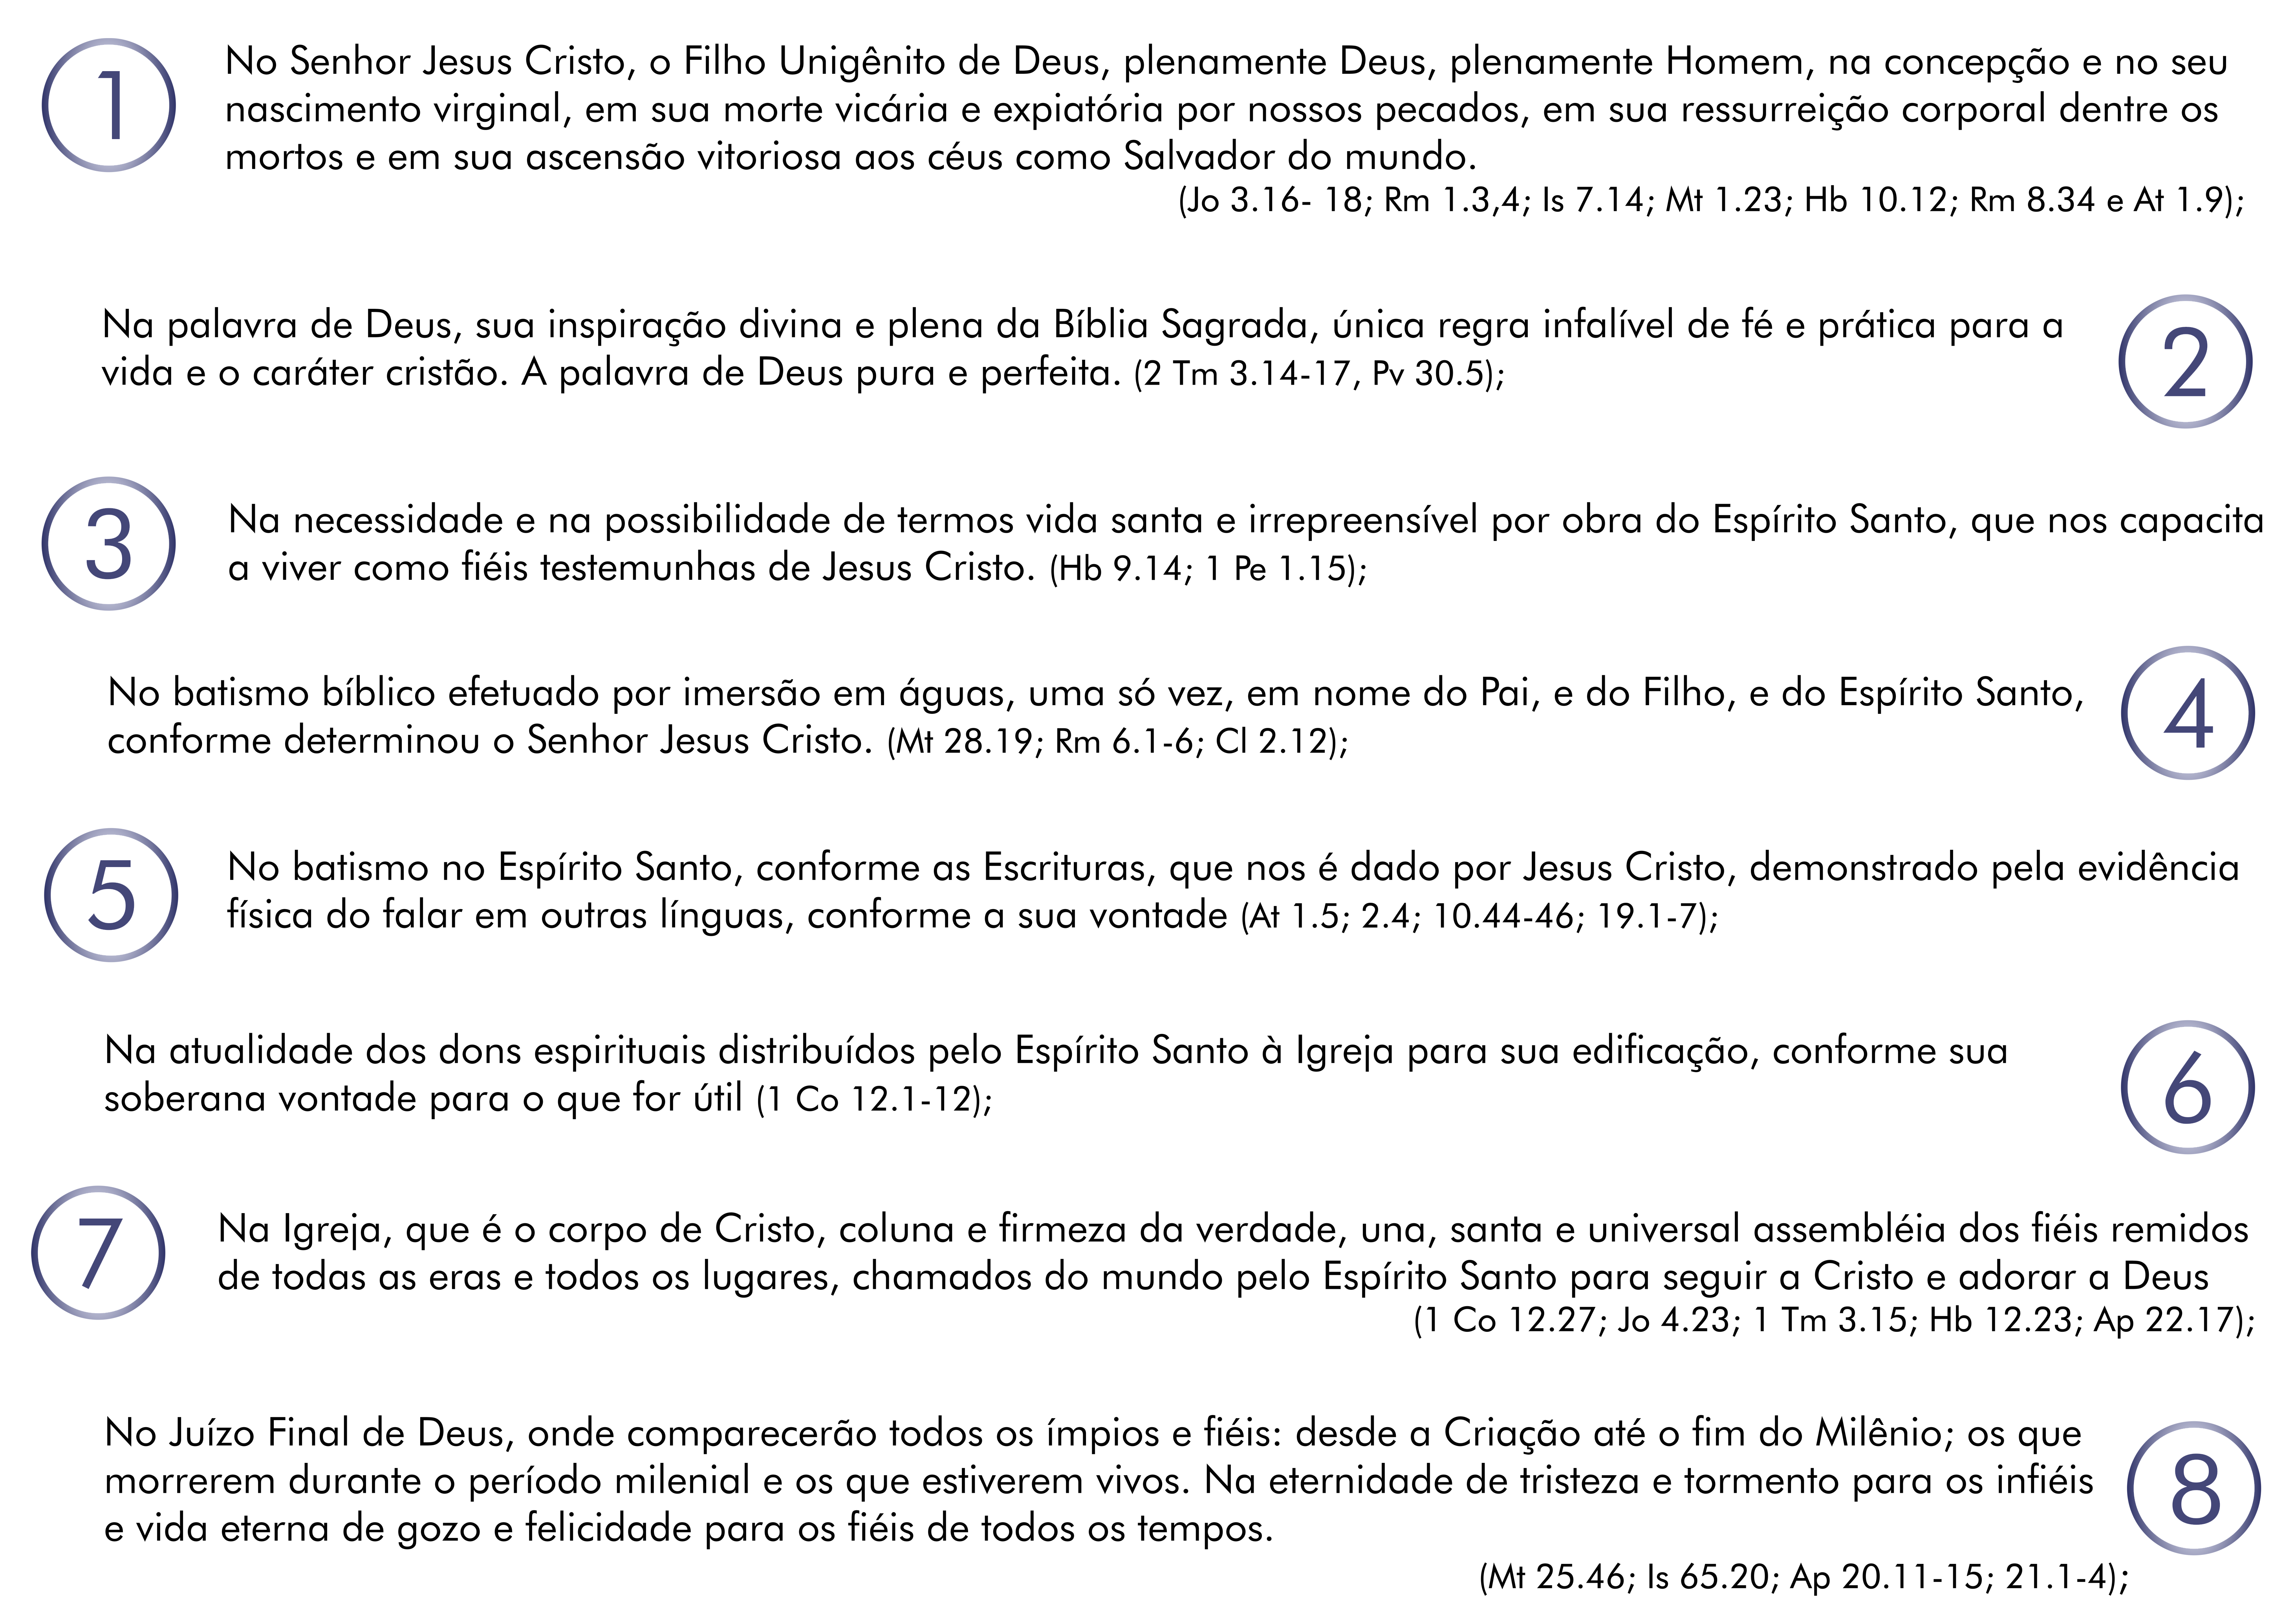 1
No Senhor Jesus Cristo, o Filho Unigênito de Deus, plenamente Deus, plenamente Homem, na concepção e no seu
nascimento virginal, em sua morte vicária e expiatória por nossos pecados, em sua ressurreição corporal dentre os
mortos e em sua ascensão vitoriosa aos céus como Salvador do mundo.
(Jo 3.16- 18; Rm 1.3,4; Is 7.14; Mt 1.23; Hb 10.12; Rm 8.34 e At 1.9);
2
Na palavra de Deus, sua inspiração divina e plena da Bíblia Sagrada, única regra infalível de fé e prática para a
vida e o caráter cristão. A palavra de Deus pura e perfeita. (2 Tm 3.14-17, Pv 30.5);
3
Na necessidade e na possibilidade de termos vida santa e irrepreensível por obra do Espírito Santo, que nos capacita
a viver como fiéis testemunhas de Jesus Cristo. (Hb 9.14; 1 Pe 1.15);
4
No batismo bíblico efetuado por imersão em águas, uma só vez, em nome do Pai, e do Filho, e do Espírito Santo,
conforme determinou o Senhor Jesus Cristo. (Mt 28.19; Rm 6.1-6; Cl 2.12);
5
No batismo no Espírito Santo, conforme as Escrituras, que nos é dado por Jesus Cristo, demonstrado pela evidência
física do falar em outras línguas, conforme a sua vontade (At 1.5; 2.4; 10.44-46; 19.1-7);
6
Na atualidade dos dons espirituais distribuídos pelo Espírito Santo à Igreja para sua edificação, conforme sua
soberana vontade para o que for útil (1 Co 12.1-12);
7
Na Igreja, que é o corpo de Cristo, coluna e firmeza da verdade, una, santa e universal assembléia dos fiéis remidos
de todas as eras e todos os lugares, chamados do mundo pelo Espírito Santo para seguir a Cristo e adorar a Deus
(1 Co 12.27; Jo 4.23; 1 Tm 3.15; Hb 12.23; Ap 22.17);
8
No Juízo Final de Deus, onde comparecerão todos os ímpios e fiéis: desde a Criação até o fim do Milênio; os que
morrerem durante o período milenial e os que estiverem vivos. Na eternidade de tristeza e tormento para os infiéis
e vida eterna de gozo e felicidade para os fiéis de todos os tempos.
(Mt 25.46; Is 65.20; Ap 20.11-15; 21.1-4);